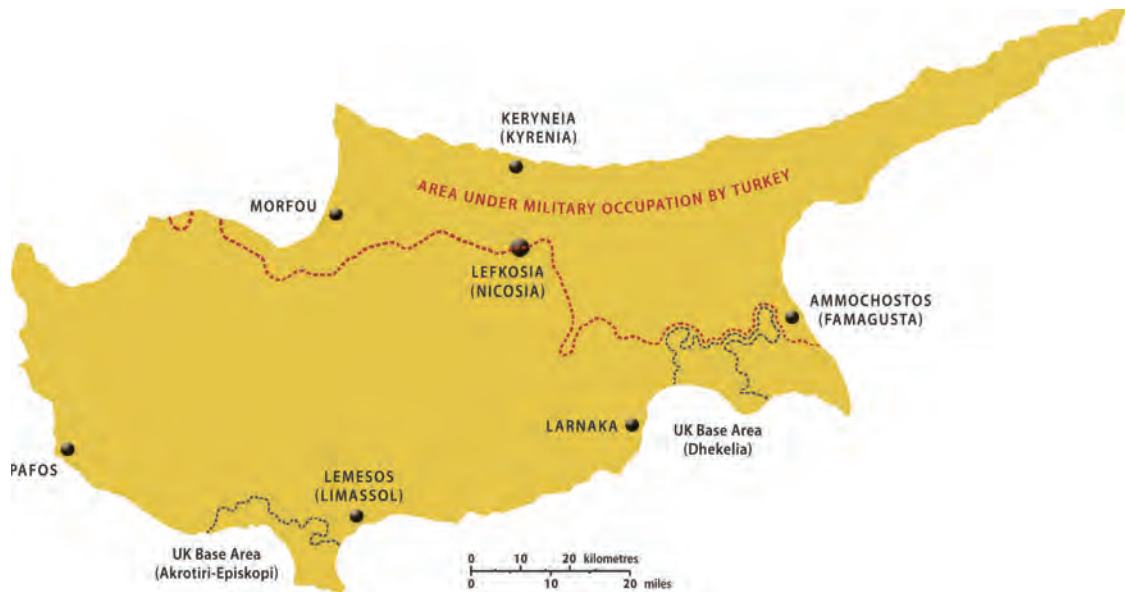 KERYNEIA
(KYRENIA)
AREA UNDER MILITARY OCCUPATION BY TURKEY
MORFOU
LEFKOSIA
(NICOSIA)
AMMOCHOSTOS
(FAMAGUSTA)
LARNAKA
UK Base Area
(Dhekelia)
PAFOS
LEMESOS
(LIMASSOL)
UK Base Area
(Akrotiri-Episkopi)
0 10 20 kilometres
0 10 20 miles